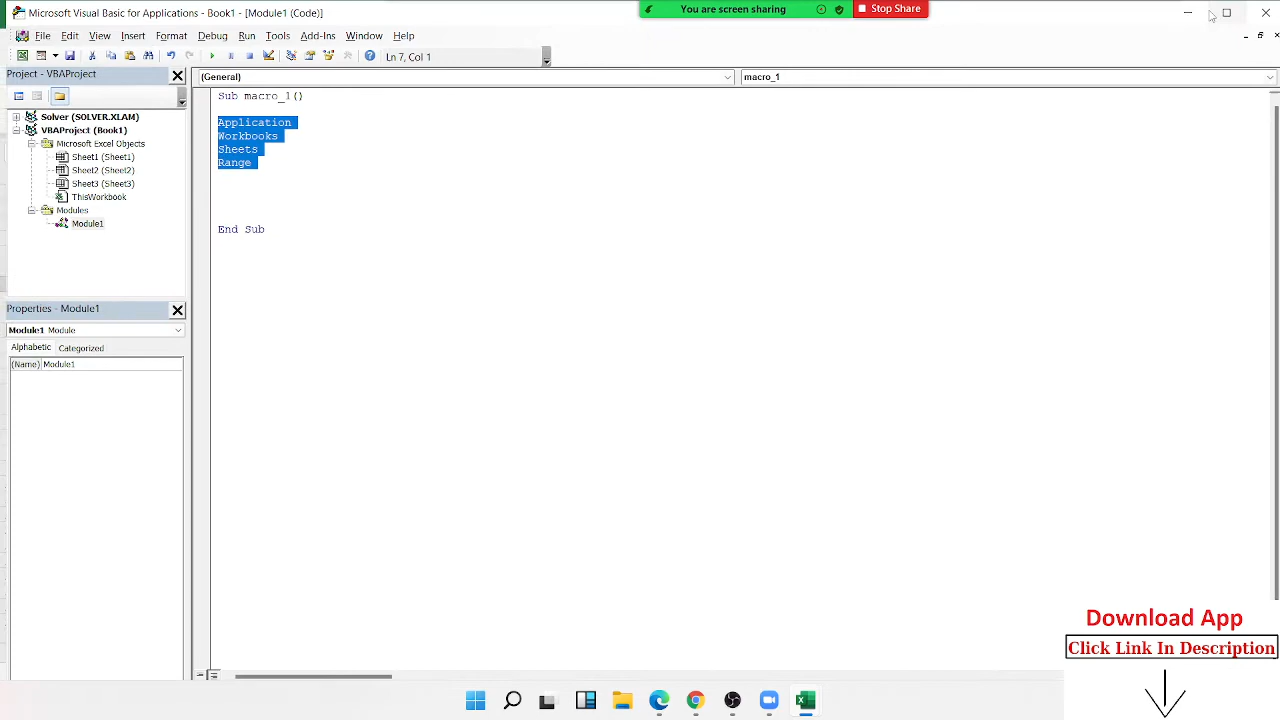 Microsoft Visual Basic for Applications - Book1 - [Module1 (Code)]
You are screen sharing
Stop Share
File Edit View Insert Format Debug Run Tools Add-Ins Window Help
Ln 7, Col 1
Project - VBAProject
(General)
macro_1
Solver (SOLVER.XLAM)
VBAProject (Book1)
Microsoft Excel Objects
Sheet1 (Sheet1)
Sheet2 (Sheet2)
Sheet3 (Sheet3)
ThisWorkbook
Modules
Module1
Sub macro_1()
Application
Workbooks
Sheets
Range
End Sub
Properties - Module1
Module1 Module
Alphabetic Categorized
(Name) Module1
Download App
Click Link In Description